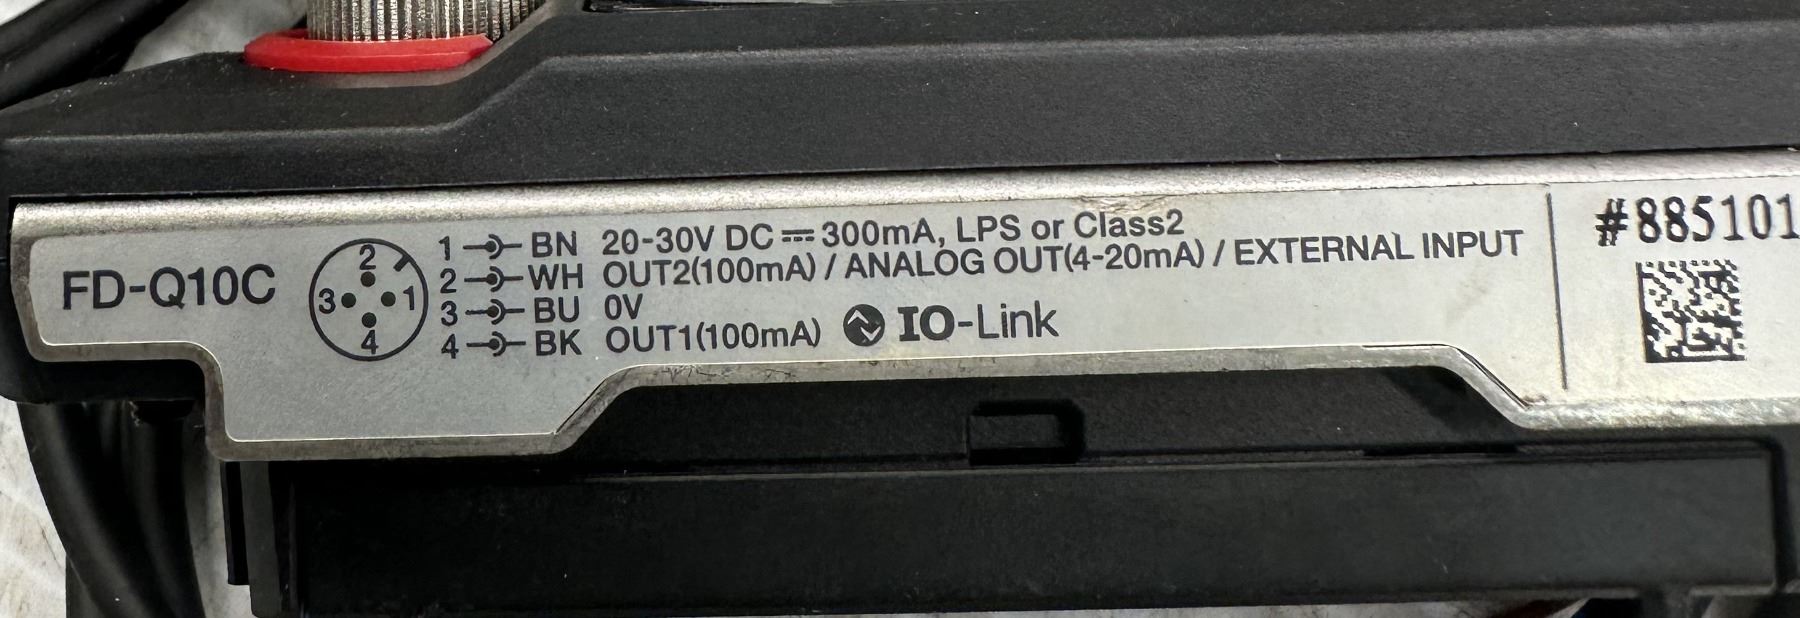 FD-Q10C
2
3 1
4
1 BN 20-30V DC 300mA, LPS or Class2
2 WH OUT2(100mA) / ANALOG OUT(4-20mA) / EXTERNAL INPUT
3 BU 0V
4 BK OUT1(100mA) IO-Link
#885101